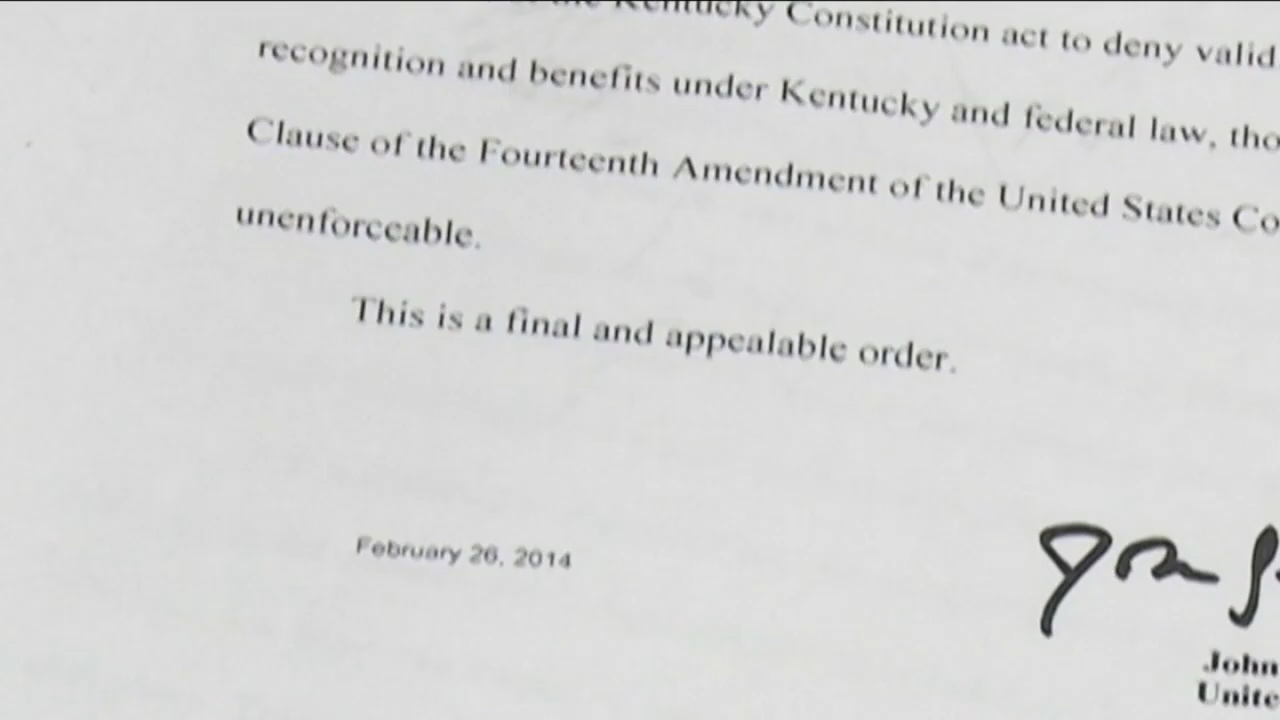 the Kentucky Constitution act to deny valid
recognition and benefits under Kentucky and federal law, tho
Clause of the Fourteenth Amendment of the United States Co
unenforceable.
This is a final and appealable order.
February 26, 2014
John
Unite